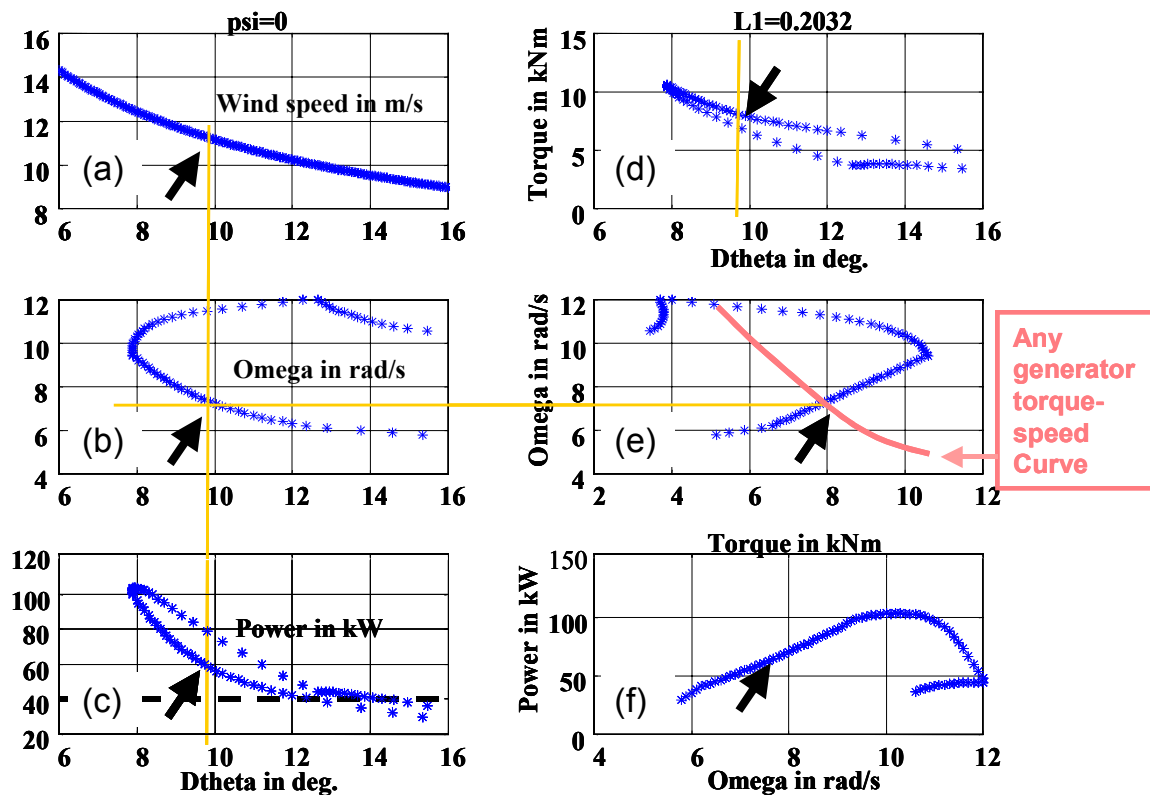 psi=0
16
14
12
10
8
Wind speed in m/s
(a)
6 8 10 12 14 16
L1=0.2032
Torque in kNm
15
10
5
0
(d)
6 8 10 12 14 16
Dtheta in deg.
12
10
8
6
4
Omega in rad/s
(b)
6 8 10 12 14 16
Omega in rad/s
12
10
8
6
4
(e)
2 4 6 8 10 12
Any
generator
torque-
speed
Curve
120
100
80
60
40
20
Power in kW
(c)
6 8 10 12 14 16
Dtheta in deg.
Torque in kNm
Power in kW
150
100
50
0
(f)
4 6 8 10 12
Omega in rad/s